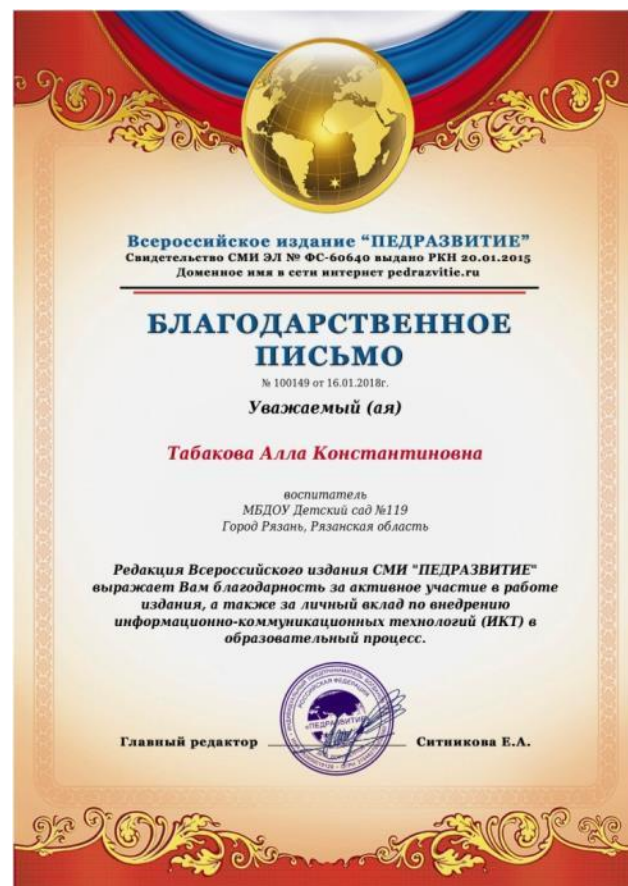 Всероссийское издание “ПЕДРАЗВИТИЕ”
Свидетельство СМИ ЭЛ № ФС-60640 выдано РКН 20.01.2015
Доменное имя в сети интернет pedrazvitie.ru
БЛАГОДАРСТВЕННОЕ
ПИСЬМО
№ 100149 от 16.01.2018г.
Уважаемый (ая)
Табакова Алла Константиновна
воспитатель
МБДОУ Детский сад №119
Город Рязань, Рязанская область
Редакция Всероссийского издания СМИ "ПЕДРАЗВИТИЕ"
выражает Вам благодарность за активное участие в работе
издания, а также за личный вклад по внедрению
информационно-коммуникационных технологий (ИКТ) в
образовательный процесс.
РОССИЙСКАЯ ФЕДЕРАЦИЯ
«ПЕДРАЗВИТИЕ»
Главный редактор Ситникова Е.А.